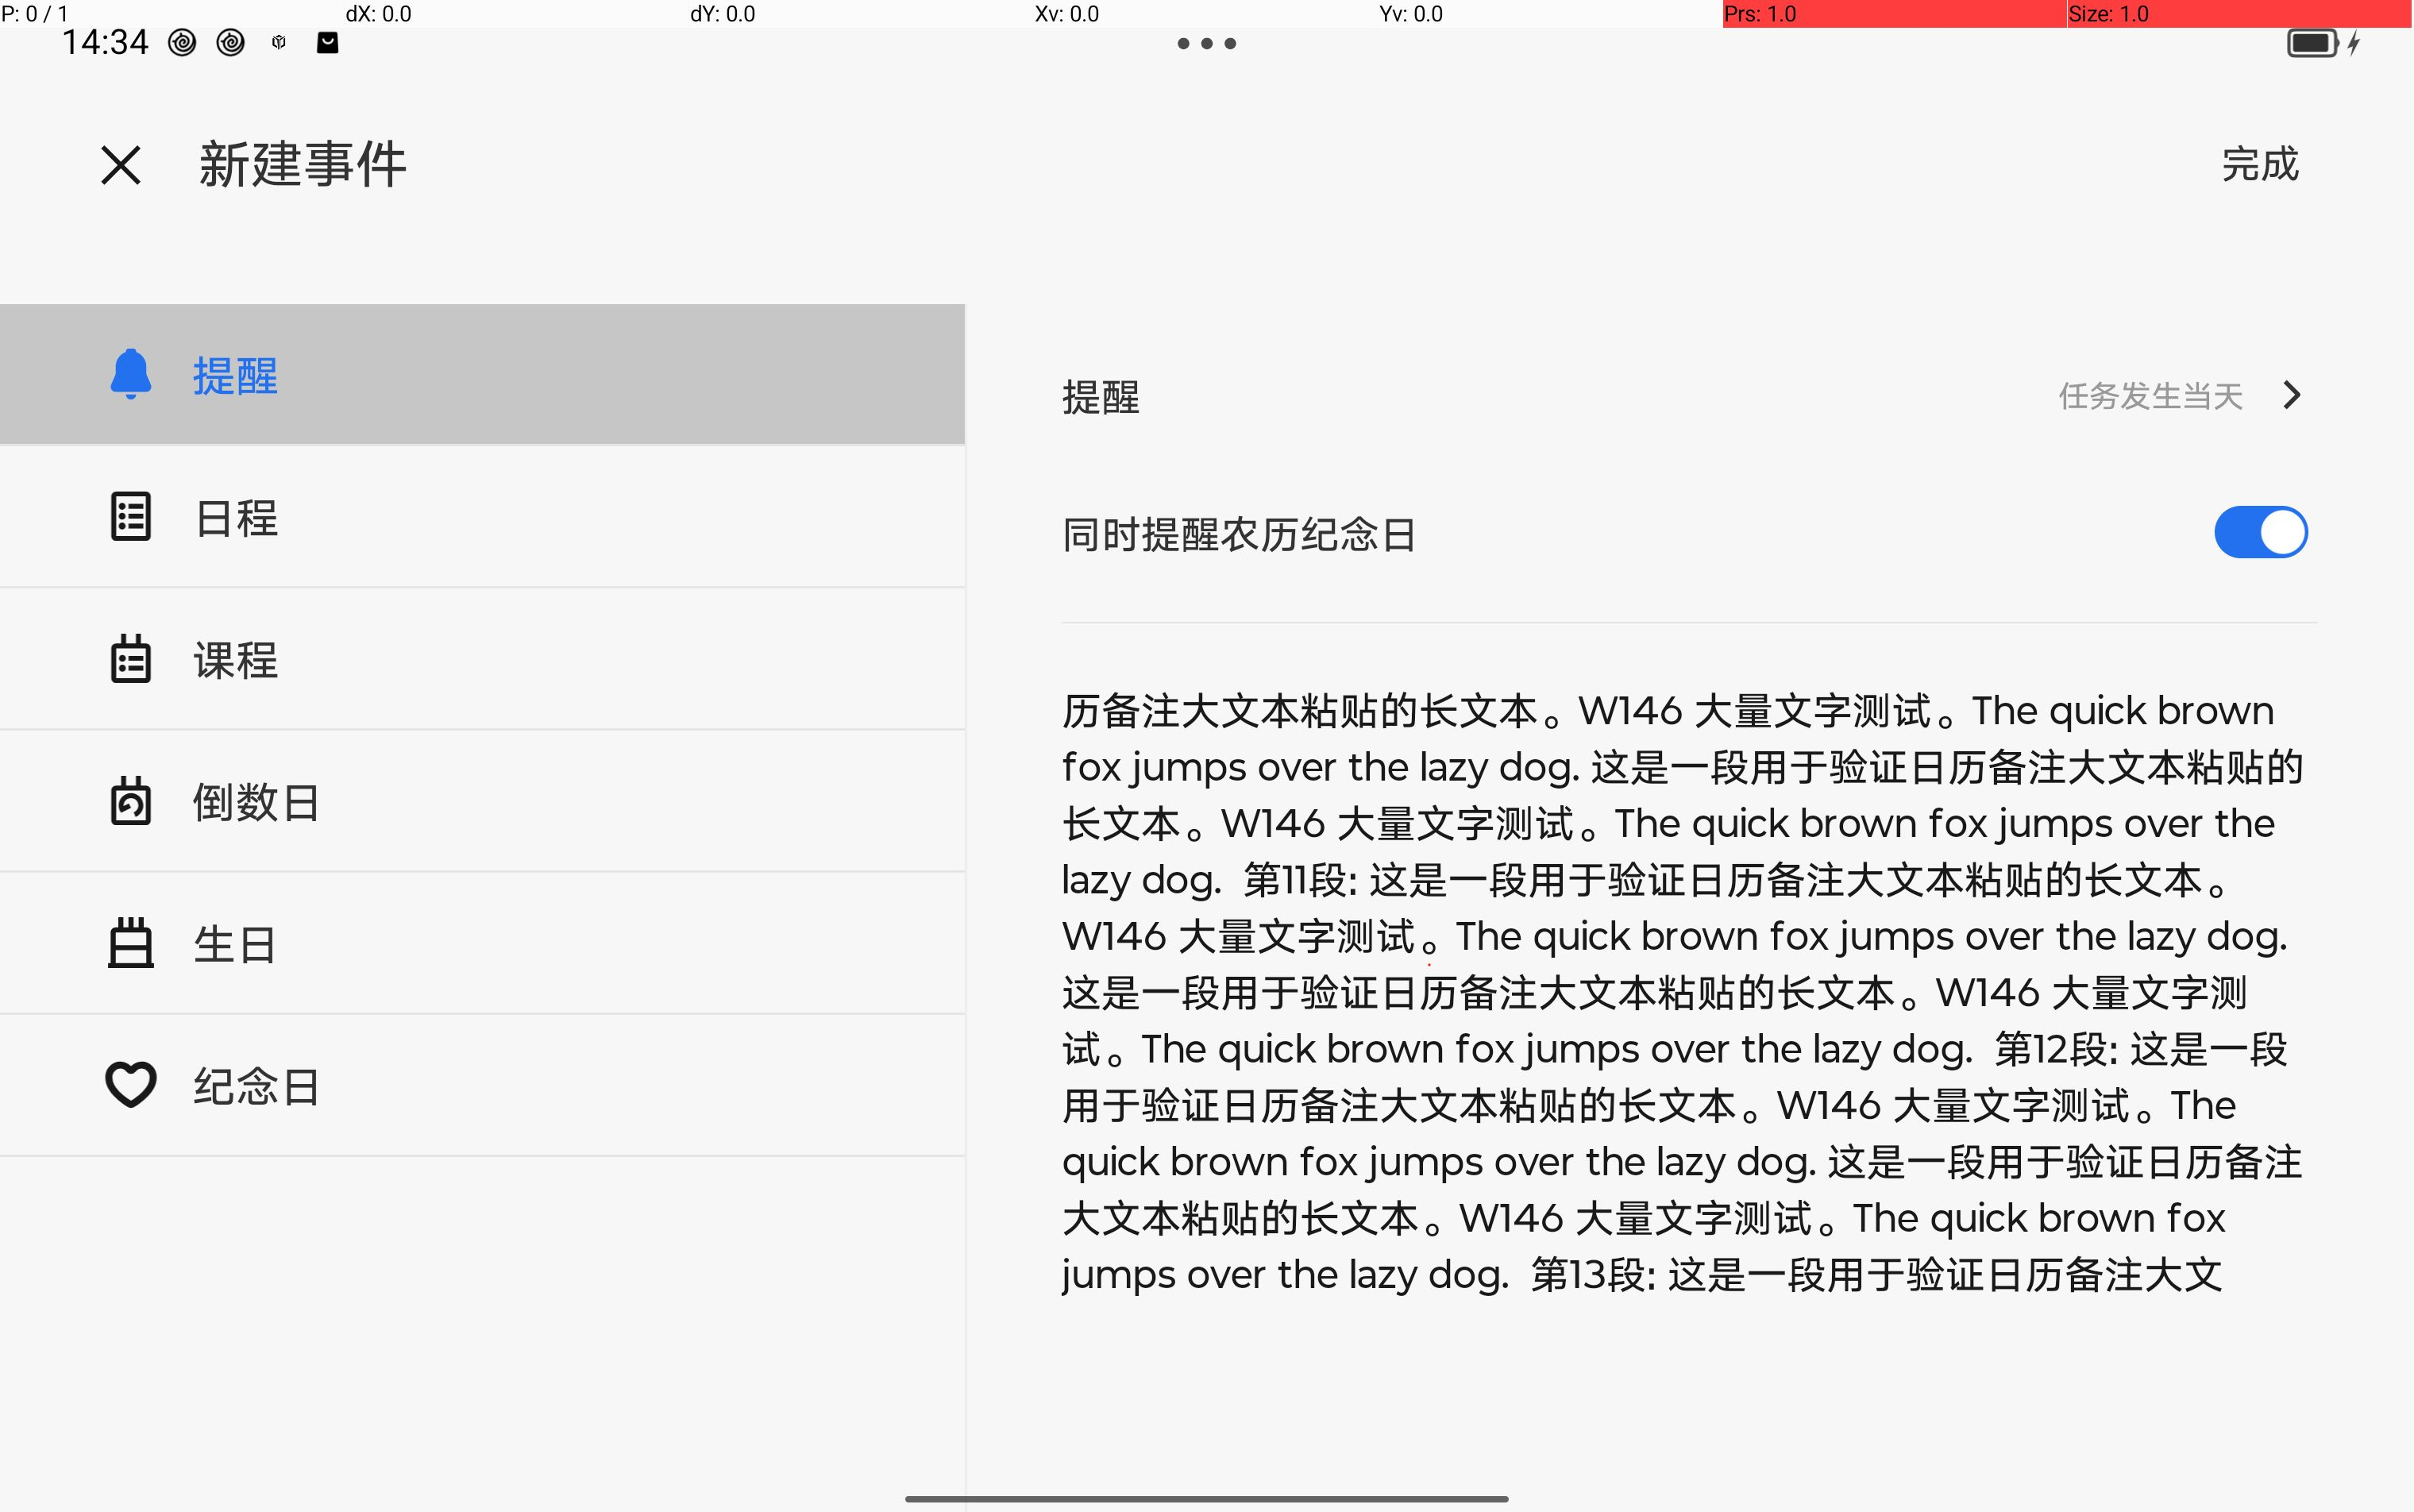 P: 0 / 1 dX: 0.0 dY: 0.0 Xv: 0.0 Yv: 0.0 Prs: 1.0 Size: 1.0
14:34
新建事件
完成
提醒
日程
课程
倒数日
生日
纪念日
提醒 任务发生当天
同时提醒农历纪念日
历备注大文本粘贴的长文本。W146 大量文字测试。The quick brown
fox jumps over the lazy dog. 这是一段用于验证日历备注大文本粘贴的
长文本。W146 大量文字测试。The quick brown fox jumps over the
lazy dog.  第11段: 这是一段用于验证日历备注大文本粘贴的长文本。
W146 大量文字测试。The quick brown fox jumps over the lazy dog.
这是一段用于验证日历备注大文本粘贴的长文本。W146 大量文字测
试。The quick brown fox jumps over the lazy dog.  第12段: 这是一段
用于验证日历备注大文本粘贴的长文本。W146 大量文字测试。The
quick brown fox jumps over the lazy dog. 这是一段用于验证日历备注
大文本粘贴的长文本。W146 大量文字测试。The quick brown fox
jumps over the lazy dog.  第13段: 这是一段用于验证日历备注大文